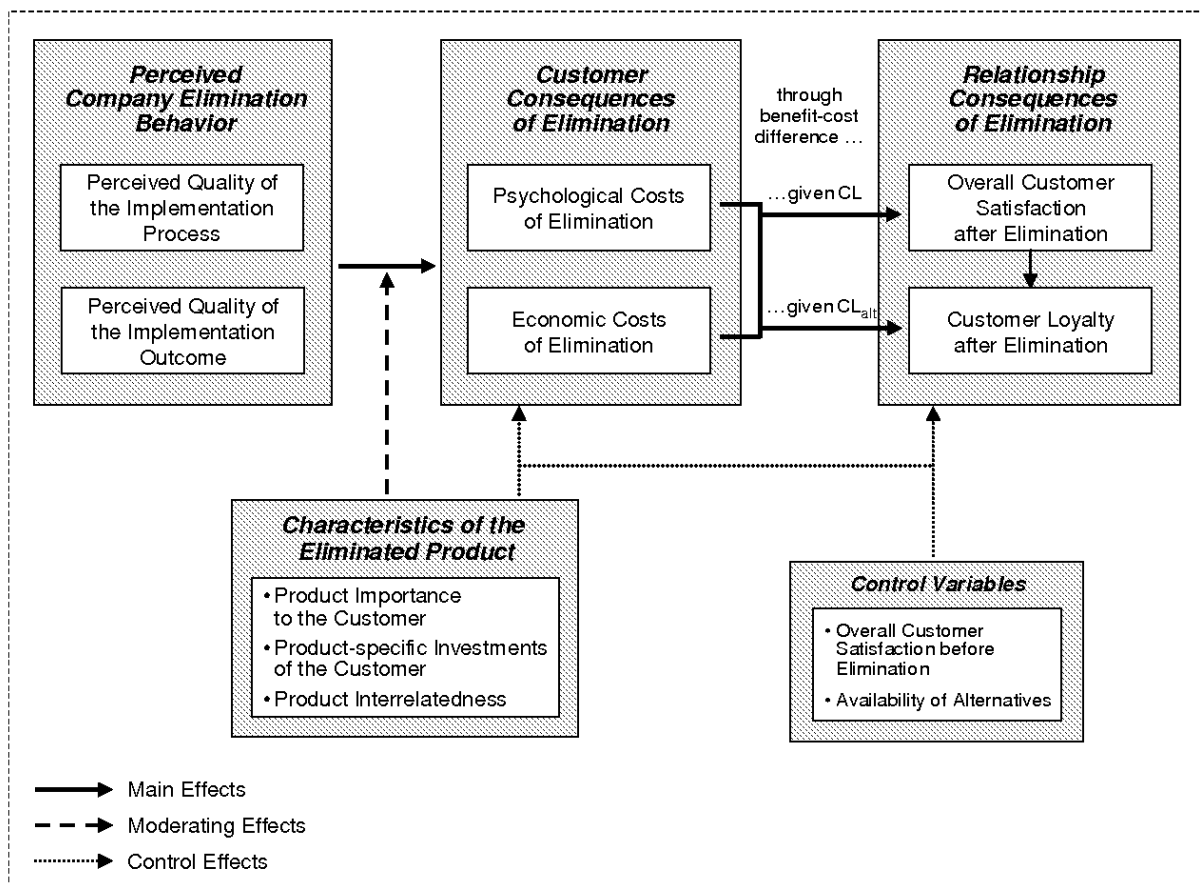 Perceived
Company Elimination
Behavior
Perceived Quality of
the Implementation
Process
Perceived Quality of
the Implementation
Outcome
Customer
Consequences
of Elimination
Psychological Costs
of Elimination
Economic Costs
of Elimination
through
benefit-cost
difference ...
...given CL
...given CLalt
Relationship
Consequences
of Elimination
Overall Customer
Satisfaction
after Elimination
Customer Loyalty
after Elimination
Characteristics of the
Eliminated Product
• Product Importance
to the Customer
• Product-specific Investments
of the Customer
• Product Interrelatedness
Control Variables
• Overall Customer
Satisfaction before
Elimination
• Availability of Alternatives
Main Effects
Moderating Effects
Control Effects